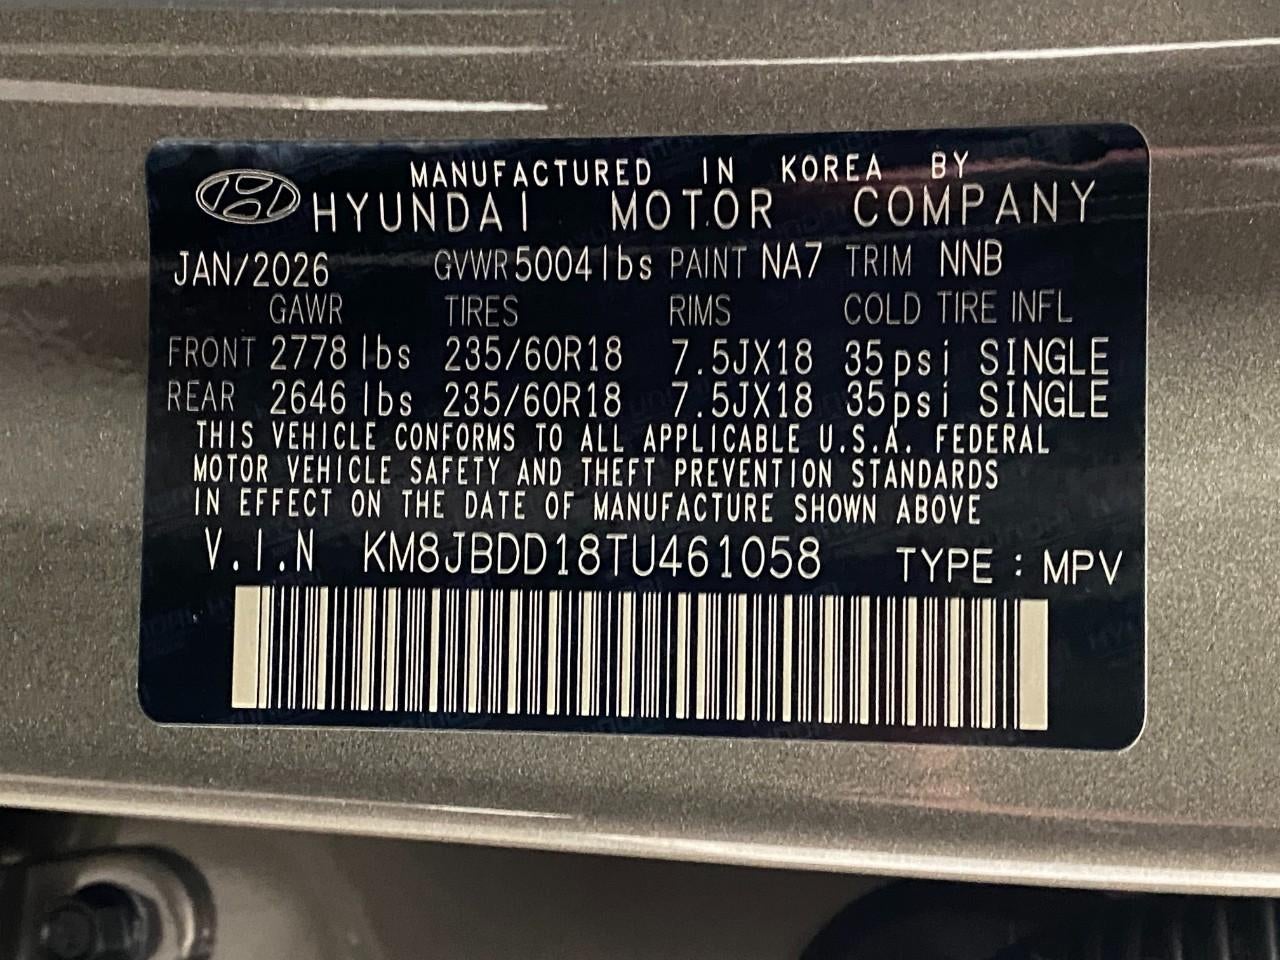 MANUFACTURED IN KOREA BY
HYUNDAI MOTOR COMPANY
JAN/2026 GVWR 5004 lbs PAINT NA7 TRIM NNB
GAWR TIRES RIMS COLD TIRE INFL
FRONT 2778 lbs 235/60R18 7.5JX18 35psi SINGLE
REAR 2646 lbs 235/60R18 7.5JX18 35psi SINGLE
THIS VEHICLE CONFORMS TO ALL APPLICABLE U.S.A. FEDERAL
MOTOR VEHICLE SAFETY AND THEFT PREVENTION STANDARDS
IN EFFECT ON THE DATE OF MANUFACTURE SHOWN ABOVE
V.I.N KM8JBDD18TU461058 TYPE : MPV